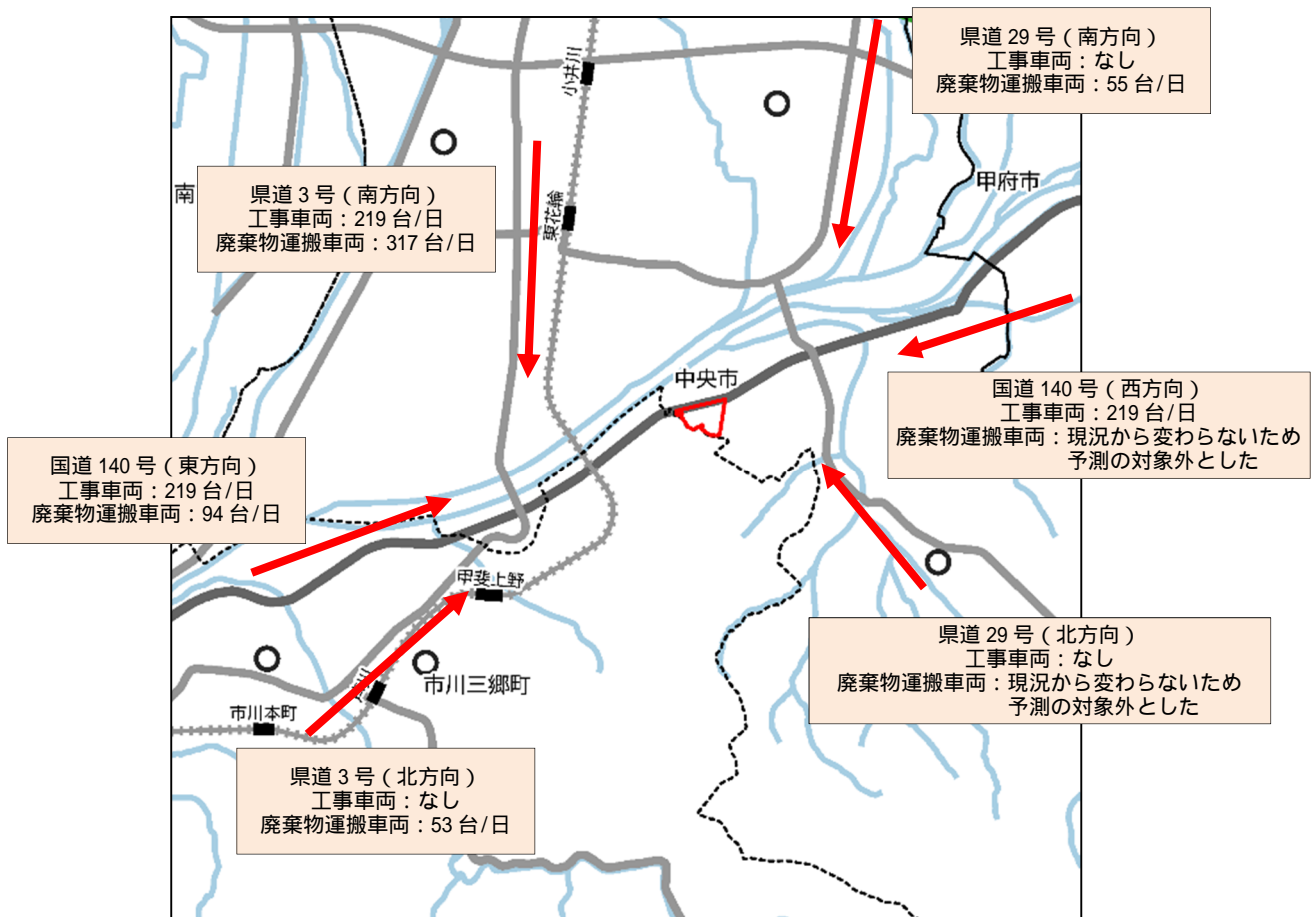 県道 29 号（南方向）
工事車両：なし
廃棄物運搬車両：55 台/日
小井川
甲府市
南
県道 3 号（南方向）
工事車両：219 台/日
廃棄物運搬車両：317 台/日
東花輪
中央市
国道 140 号（西方向）
工事車両：219 台/日
廃棄物運搬車両：現況から変わらないため
予測の対象外とした
国道 140 号（東方向）
工事車両：219 台/日
廃棄物運搬車両：94 台/日
甲斐上野
県道 29 号（北方向）
工事車両：なし
廃棄物運搬車両：現況から変わらないため
予測の対象外とした
市川三郷町
市川本町
県道 3 号（北方向）
工事車両：なし
廃棄物運搬車両：53 台/日